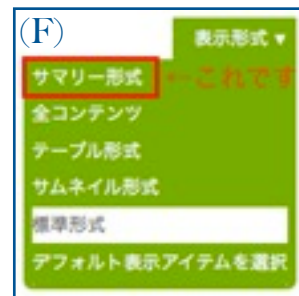 (F)
表示形式 ▼
サマリー形式 ←これです
全コンテンツ
テーブル形式
サムネイル形式
標準形式
デフォルト表示アイテムを選択